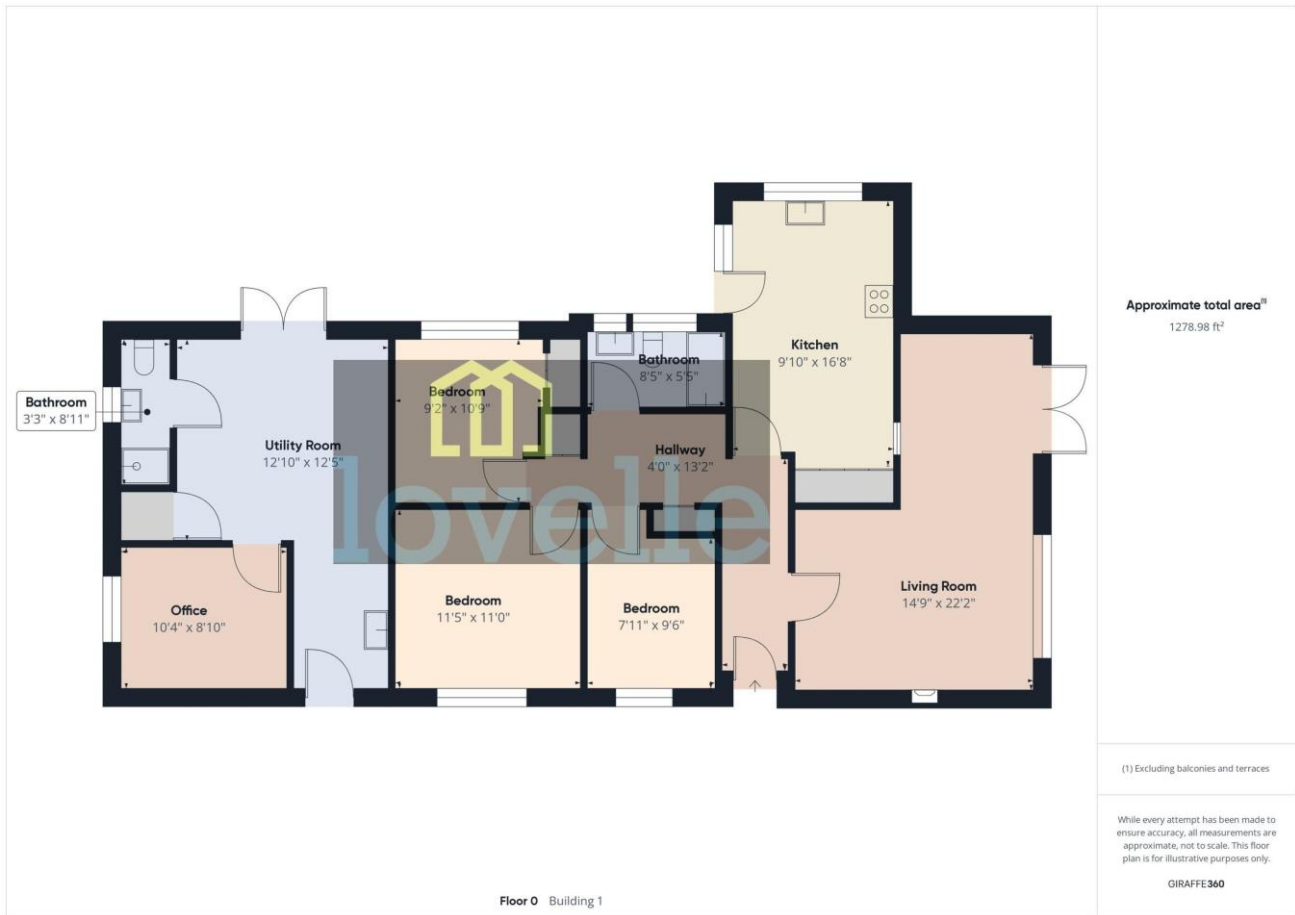 Kitchen
9'10" x 16'8"
Bathroom
8'5" x 5'5"
Bedroom
9'2" x 10'9"
Bathroom
3'3" x 8'11"
Utility Room
12'10" x 12'5"
Hallway
4'0" x 13'2"
lovelle
Living Room
14'9" x 22'2"
Office
10'4" x 8'10"
Bedroom
11'5" x 11'0"
Bedroom
7'11" x 9'6"
Floor 0 Building 1
Approximate total area(1)
1278.98 ft²
(1) Excluding balconies and terraces
While every attempt has been made to
ensure accuracy, all measurements are
approximate, not to scale. This floor
plan is for illustrative purposes only.
GIRAFFE360